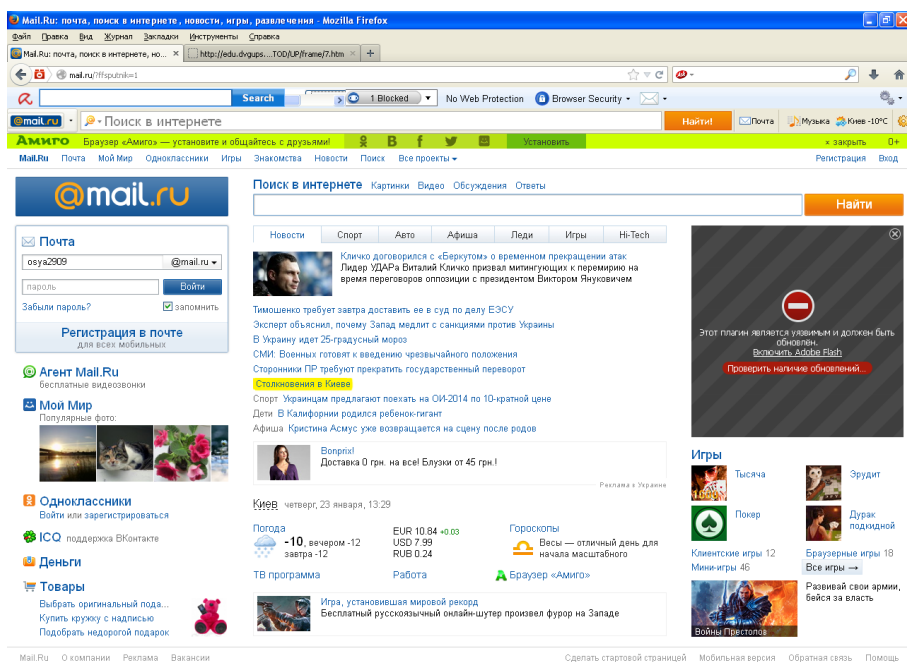 Mail.Ru: почта, поиск в интернете, новости, игры, развлечения - Mozilla Firefox
Файл Правка Вид Журнал Закладки Инструменты Справка
Mail.Ru: почта, поиск в интернете, но... × http://edu.dvgups....TOD/UP/frame/7.htm × +
mail.ru/?ffsputnik=1
Search 1 Blocked No Web Protection Browser Security
@mail.ru Поиск в интернете Найти! Почта Музыка Киев -10°C
Амиго Браузер «Амиго» — установите и общайтесь с друзьями! Установить × закрыть 0+
Mail.Ru Почта Мой Мир Одноклассники Игры Знакомства Новости Поиск Все проекты Регистрация Вход
@mail.ru
Поиск в интернете Картинки Видео Обсуждения Ответы
Найти
Почта
osya2909 @mail.ru
пароль Войти
Забыли пароль? запомнить
Регистрация в почте
для всех мобильных
Агент Mail.Ru
бесплатные видеозвонки
Мой Мир
Популярные фото:
Одноклассники
Войти или зарегистрироваться
ICQ поддержка ВКонтакте
Деньги
Товары
Выбрать оригинальный пода...
Купить кружку с надписью
Подобрать недорогой подарок
Новости Спорт Авто Афиша Леди Игры Hi-Tech
Кличко договорился с «Беркутом» о временном прекращении атак
Лидер УДАРа Виталий Кличко призвал митингующих к перемирию на
время переговоров оппозиции с президентом Виктором Януковичем
Тимошенко требует завтра доставить ее в суд по делу ЕЭСУ
Эксперт объяснил, почему Запад медлит с санкциями против Украины
В Украину идет 25-градусный мороз
СМИ: Военных готовят к введению чрезвычайного положения
Сторонники ПР требуют прекратить государственный переворот
Столкновения в Киеве
Спорт Украинцам предлагают поехать на ОИ-2014 по 10-кратной цене
Дети В Калифорнии родился ребенок-гигант
Афиша Кристина Асмус уже возвращается на сцену после родов
Bonprix!
Доставка 0 грн. на все! Блузки от 45 грн.!
Реклама в Украине
Киев четверг, 23 января, 13:29
Погода
-10, вечером -12
завтра -12
EUR 10.84 +0.03
USD 7.99
RUB 0.24
Гороскопы
Весы — отличный день для
начала масштабного
ТВ программа Работа Браузер «Амиго»
Игра, установившая мировой рекорд
Бесплатный русскоязычный онлайн-шутер произвел фурор на Западе
Этот плагин является уязвимым и должен быть
обновлён.
Включить Adobe Flash
Проверить наличие обновлений...
Игры
Тысяча Эрудит
Покер Дурак
подкидной
Клиентские игры 12 Браузерные игры 18
Мини-игры 46 Все игры →
Развивай свои армии,
бейся за власть
Войны Престолов
Mail.Ru О компании Реклама Вакансии Сделать стартовой страницей Мобильная версия Обратная связь Помощь